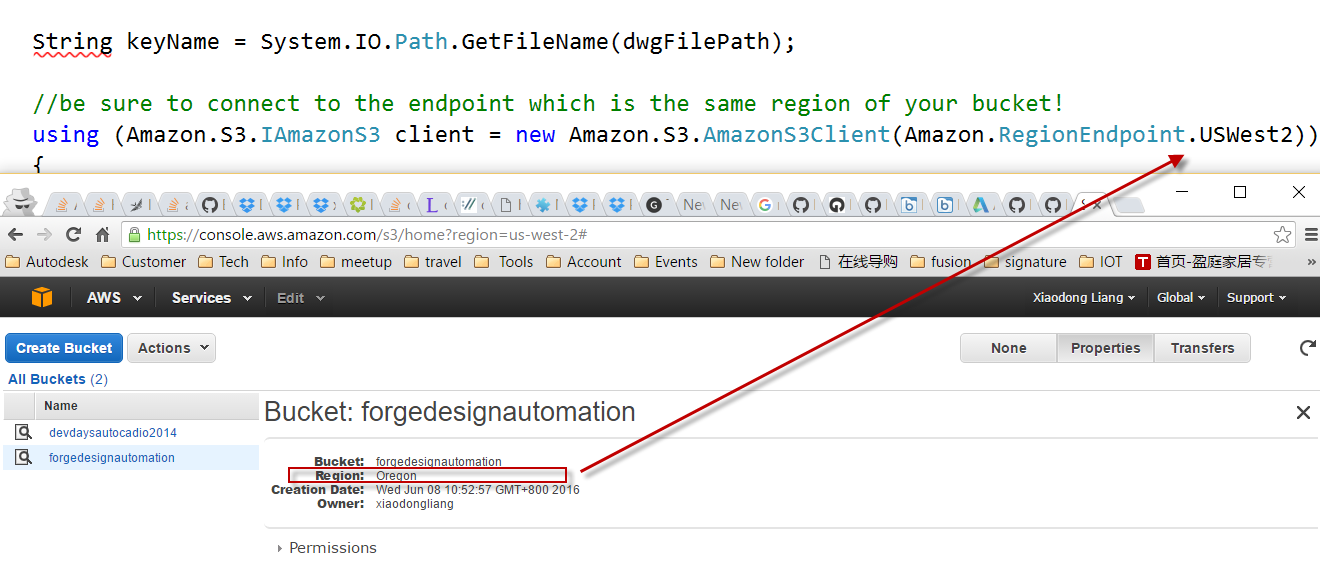 String keyName = System.IO.Path.GetFileName(dwgFilePath);
//be sure to connect to the endpoint which is the same region of your bucket!
using (Amazon.S3.IAmazonS3 client = new Amazon.S3.AmazonS3Client(Amazon.RegionEndpoint.USWest2))
{
Nev Nev
https://console.aws.amazon.com/s3/home?region=us-west-2#
Autodesk Customer Tech Info meetup travel Tools Account Events New folder 在线导购 fusion signature IOT 首页-盈庭家居专 »
AWS Services Edit Xiaodong Liang Global Support
Create Bucket Actions None Properties Transfers
All Buckets (2)
Name
Bucket: forgedesignautomation
devdaysautocadio2014
forgedesignautomation
Bucket: forgedesignautomation
Region: Oregon
Creation Date: Wed Jun 08 10:52:57 GMT+800 2016
Owner: xiaodongliang
Permissions